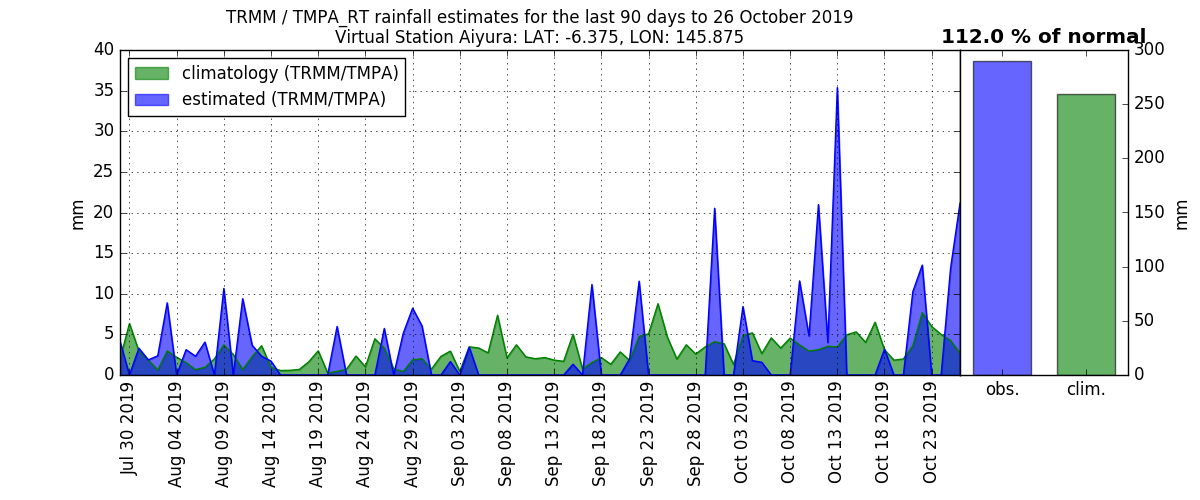 TRMM / TMPA_RT rainfall estimates for the last 90 days to 26 October 2019
Virtual Station Aiyura: LAT: -6.375, LON: 145.875
112.0 % of normal
climatology (TRMM/TMPA)
estimated (TRMM/TMPA)
mm
40
35
30
25
20
15
10
5
0
Jul 30 2019
Aug 04 2019
Aug 09 2019
Aug 14 2019
Aug 19 2019
Aug 24 2019
Aug 29 2019
Sep 03 2019
Sep 08 2019
Sep 13 2019
Sep 18 2019
Sep 23 2019
Sep 28 2019
Oct 03 2019
Oct 08 2019
Oct 13 2019
Oct 18 2019
Oct 23 2019
obs.
clim.
300
250
200
150
100
50
0
mm